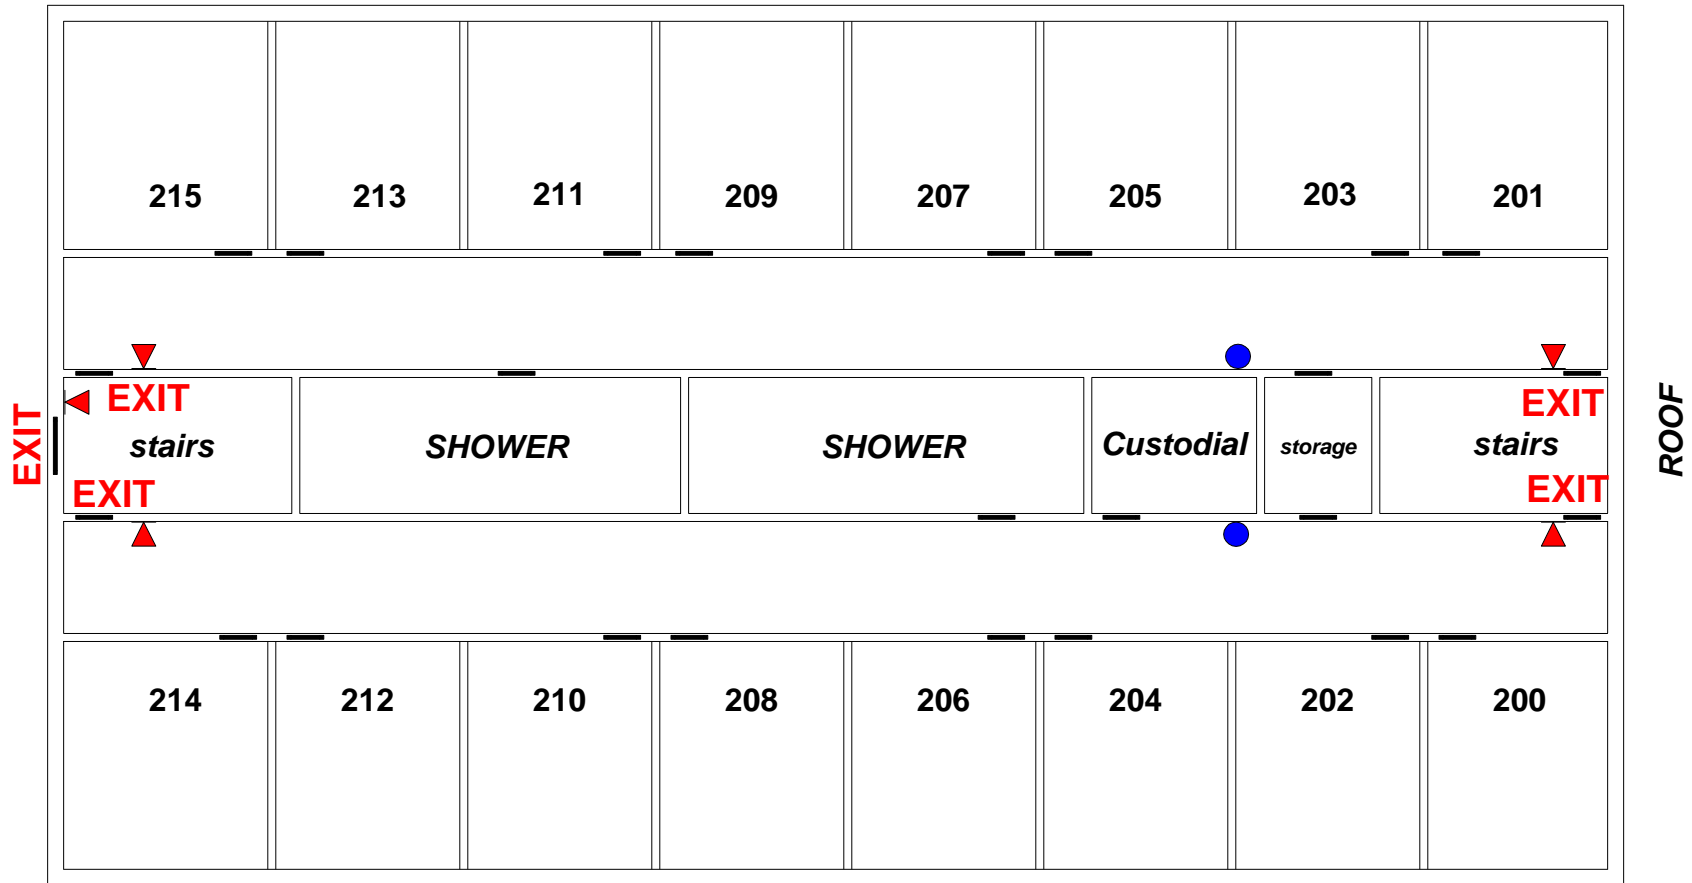 215
213
211
209
207
205
203
201
EXIT
EXIT
EXIT
stairs
SHOWER
SHOWER
Custodial
storage
stairs
ROOF
EXIT
EXIT
214
212
210
208
206
204
202
200